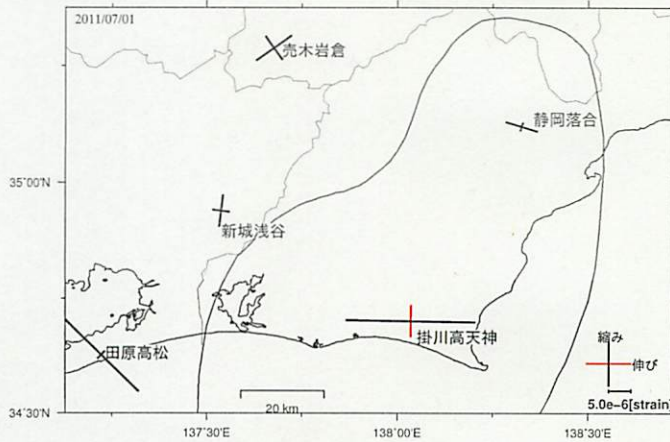 2011/07/01
売木岩倉
静岡落合
35°00'N
新城浅谷
田原高松
掛川高天神
縮み
伸び
20 km
5.0e-6[strain]
34°30'N
137°30'E
138°00'E
138°30'E